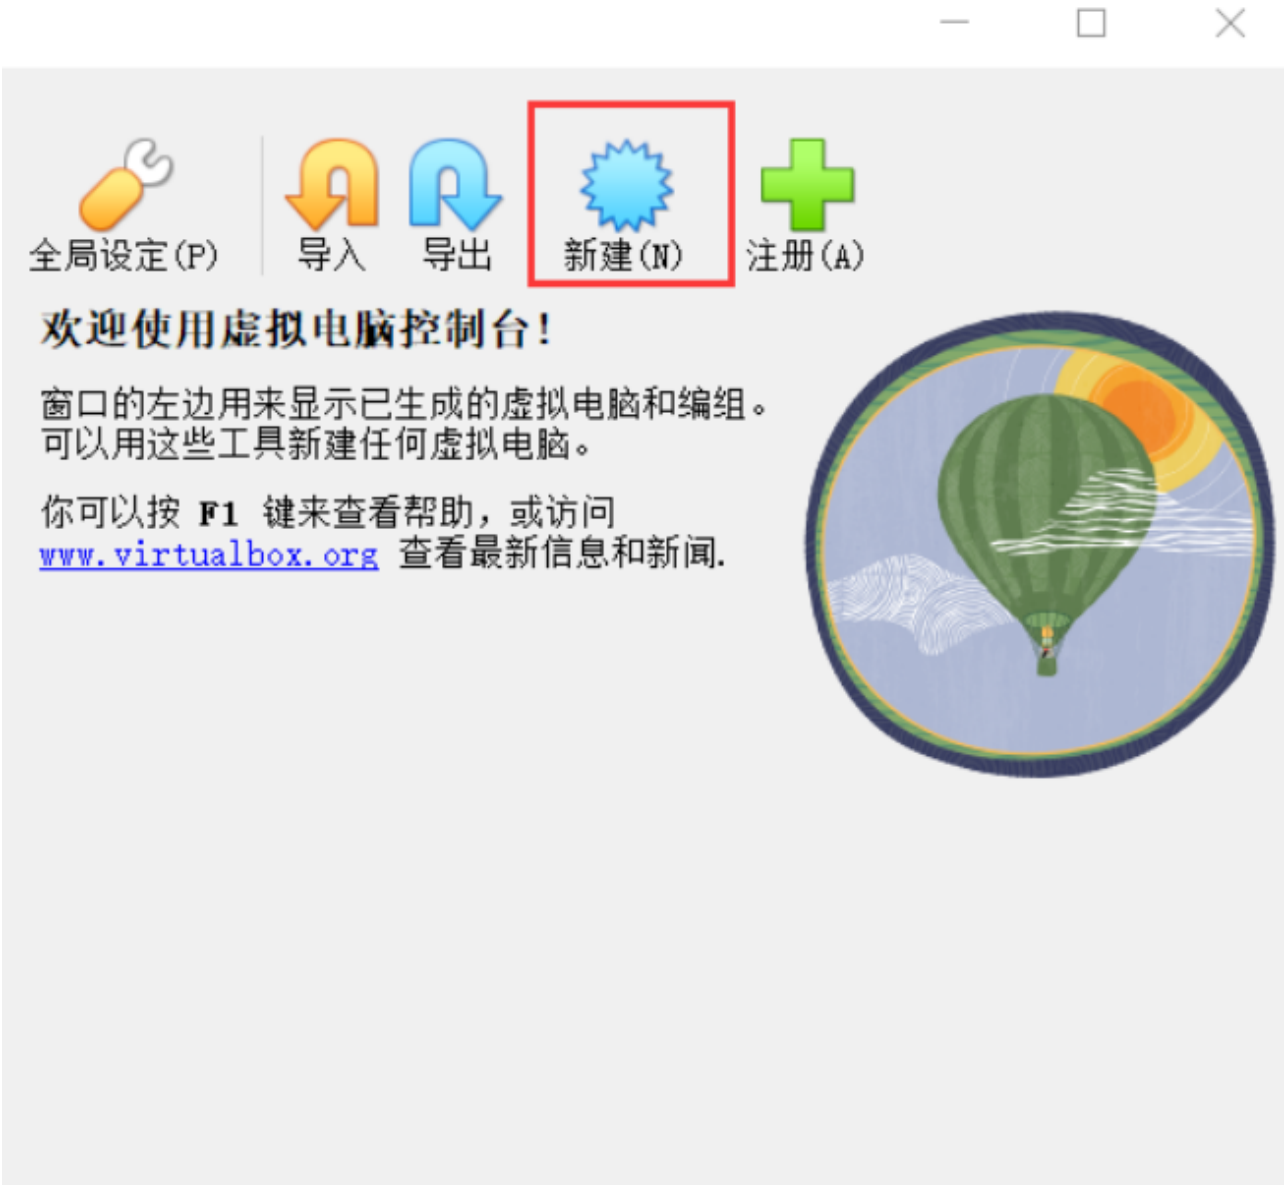 全局设定(P) 导入 导出 新建(N) 注册(A)
欢迎使用虚拟电脑控制台!
窗口的左边用来显示已生成的虚拟电脑和编组。
可以用这些工具新建任何虚拟电脑。
你可以按 F1 键来查看帮助，或访问
www.virtualbox.org 查看最新信息和新闻.